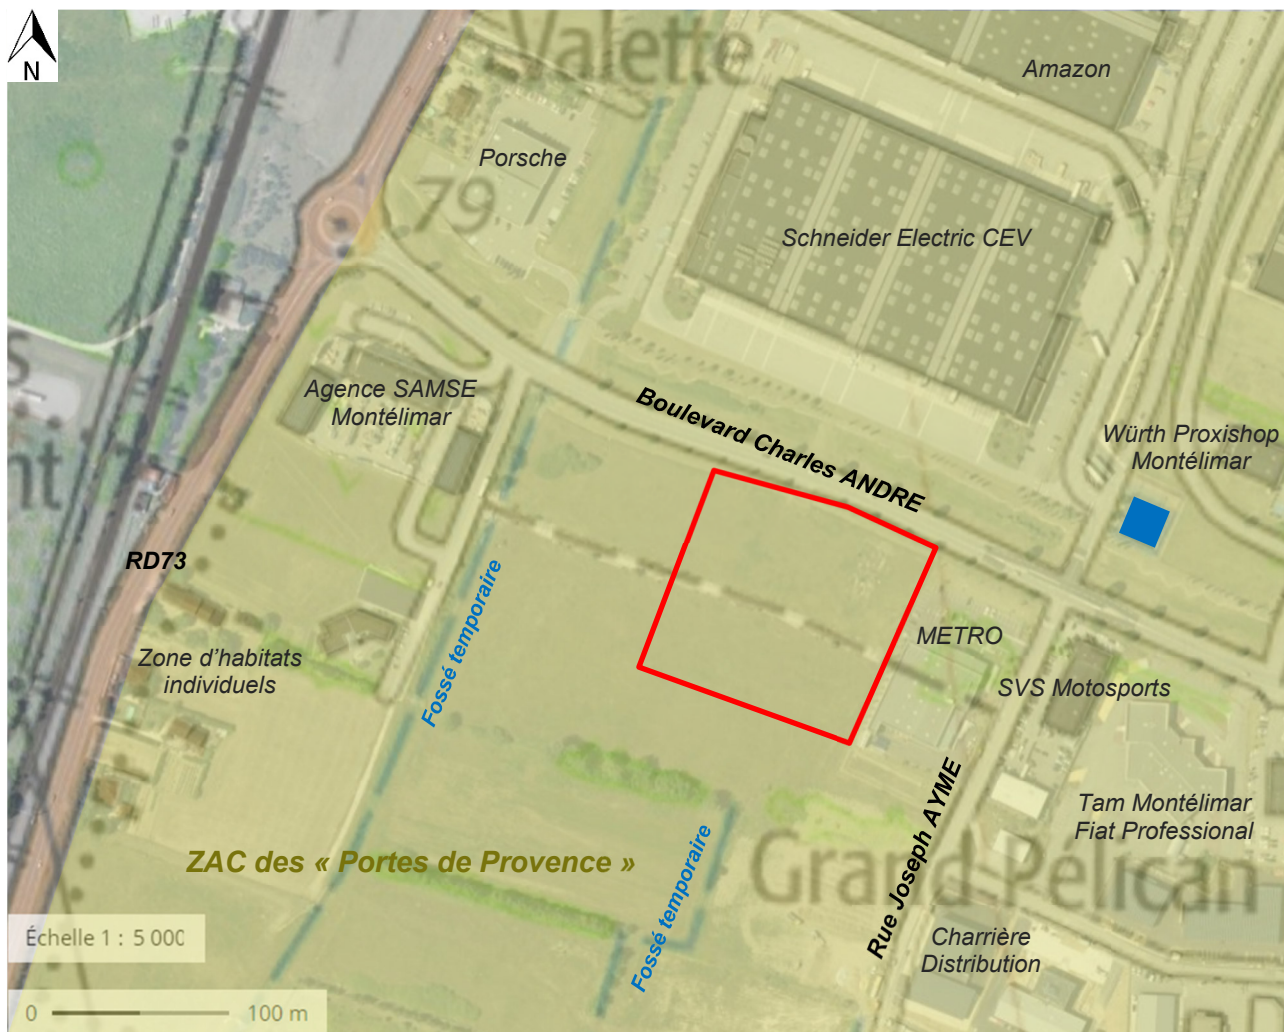 N
Valette
Amazon
Porsche
79
Schneider Electric CEV
Agence SAMSE
Montélimar
Boulevard Charles ANDRE
Würth Proxishop
Montélimar
RD73
Fossé temporaire
METRO
Zone d'habitats
individuels
SVS Motosports
Tam Montélimar
Fiat Professional
ZAC des « Portes de Provence »
Fossé temporaire
Grand Pélican
Rue Joseph AYME
Charrière
Distribution
Échelle 1 : 5 000
0 100 m